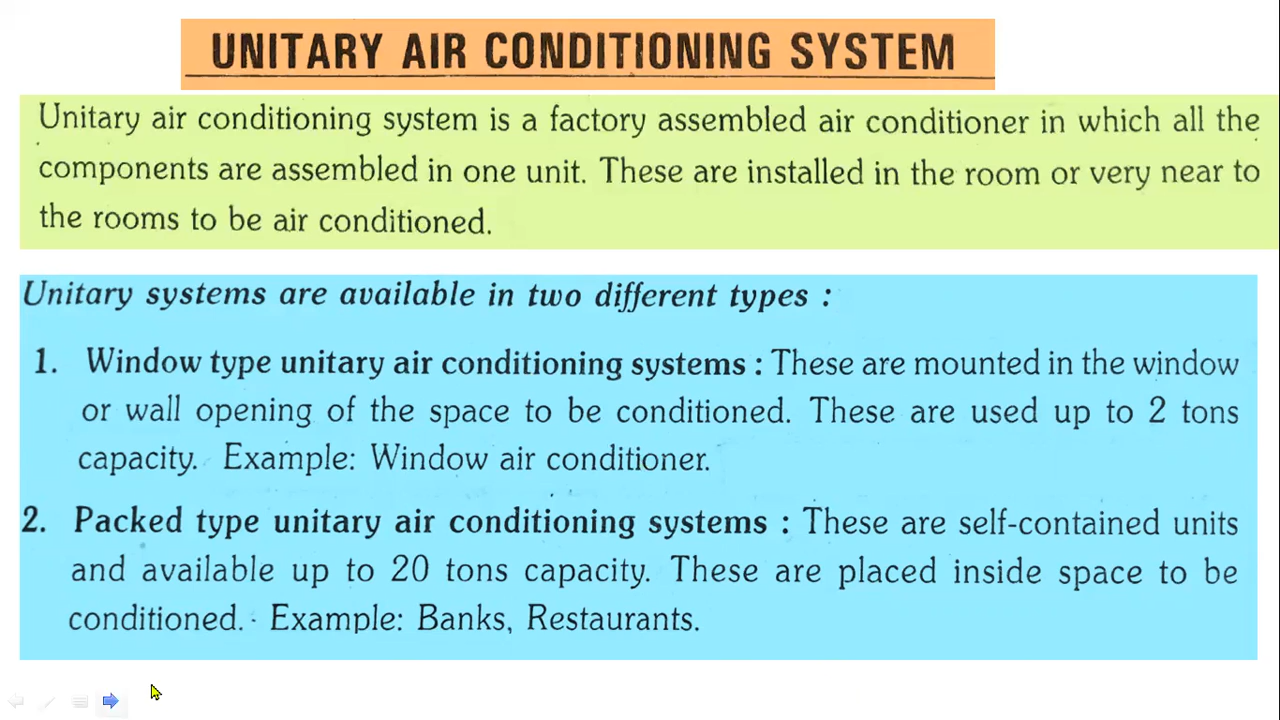 UNITARY AIR CONDITIONING SYSTEM
Unitary air conditioning system is a factory assembled air conditioner in which all the
components are assembled in one unit. These are installed in the room or very near to
the rooms to be air conditioned.
Unitary systems are available in two different types :
1. Window type unitary air conditioning systems : These are mounted in the window
or wall opening of the space to be conditioned. These are used up to 2 tons
capacity. Example: Window air conditioner.
2. Packed type unitary air conditioning systems : These are self-contained units
and available up to 20 tons capacity. These are placed inside space to be
conditioned. Example: Banks, Restaurants.